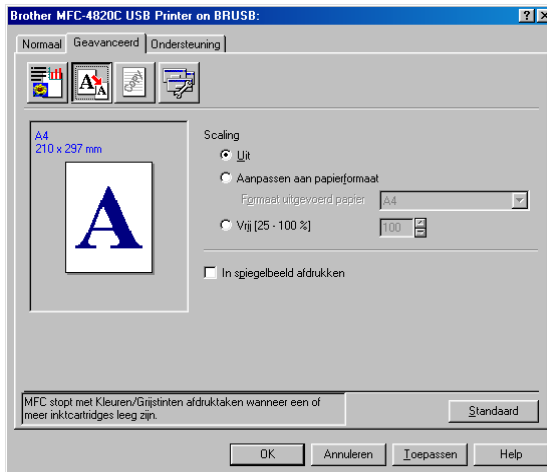 Brother MFC-4820C USB Printer on BRUSB:
Normaal Geavanceerd Ondersteuning
A4
210 x 297 mm
A
Scaling
Uit
Aanpassen aan papierformaat
Formaat uitgevoerd papier A4
Vrij [25 - 100 %] 100
In spiegelbeeld afdrukken
MFC stopt met Kleuren/Grijstinten afdruktaken wanneer een of
meer inktcartridges leeg zijn.
Standaard
OK Annuleren Toepassen Help